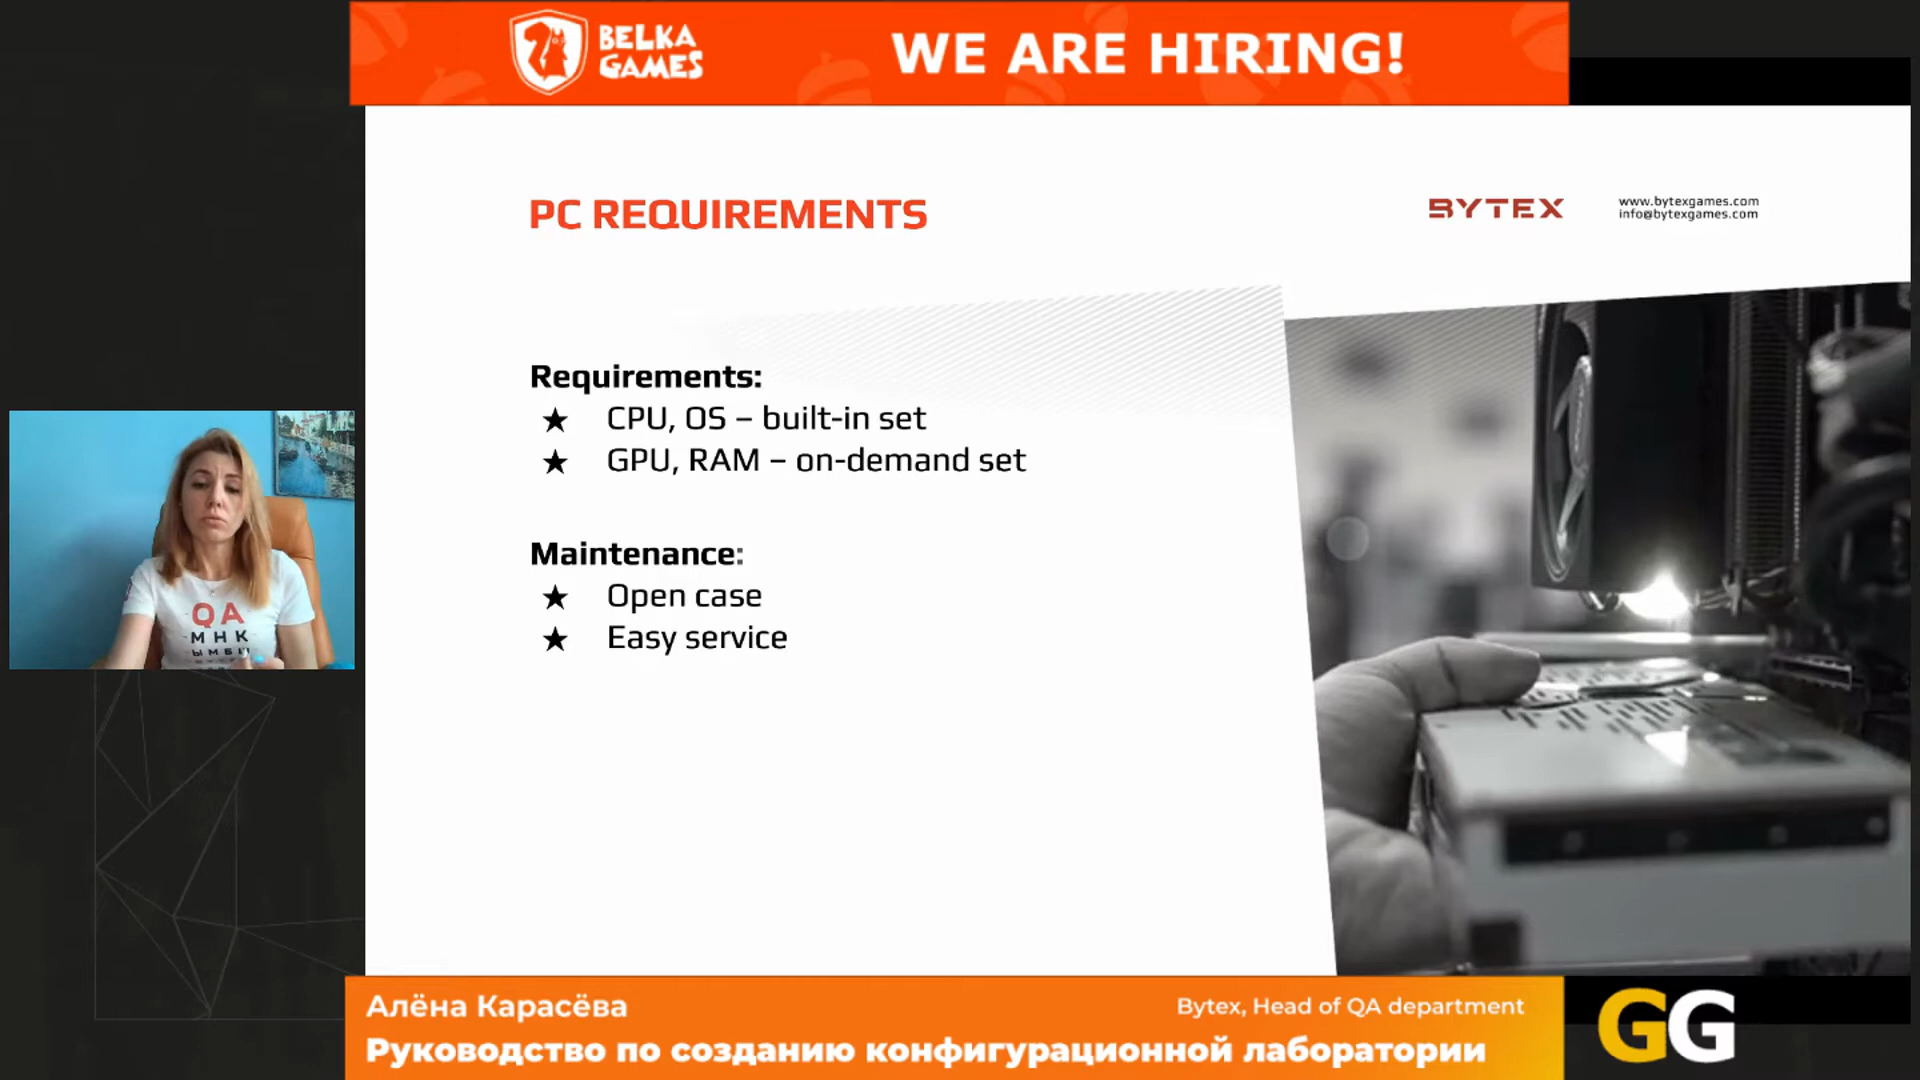 BELKA
GAMES
WE ARE HIRING!
PC REQUIREMENTS
BYTEX
www.bytexgames.com
info@bytexgames.com
Requirements:
★ CPU, OS – built-in set
★ GPU, RAM – on-demand set
Maintenance:
★ Open case
★ Easy service
QA
МНК
ЫМБШ
Алёна Карасёва
Bytex, Head of QA department
Руководство по созданию конфигурационной лаборатории
GG